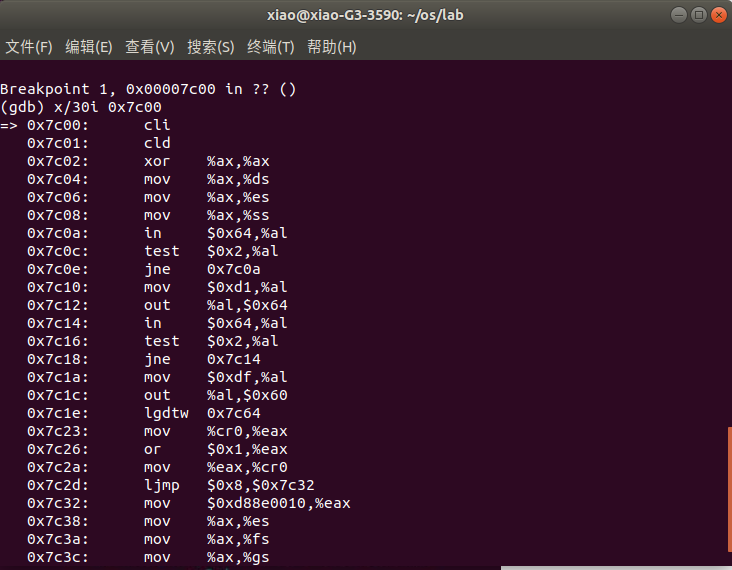 xiao@xiao-G3-3590: ~/os/lab
文件(F) 编辑(E) 查看(V) 搜索(S) 终端(T) 帮助(H)
Breakpoint 1, 0x00007c00 in ?? ()
(gdb) x/30i 0x7c00
=> 0x7c00:      cli
   0x7c01:      cld
   0x7c02:      xor    %ax,%ax
   0x7c04:      mov    %ax,%ds
   0x7c06:      mov    %ax,%es
   0x7c08:      mov    %ax,%ss
   0x7c0a:      in     $0x64,%al
   0x7c0c:      test   $0x2,%al
   0x7c0e:      jne    0x7c0a
   0x7c10:      mov    $0xd1,%al
   0x7c12:      out    %al,$0x64
   0x7c14:      in     $0x64,%al
   0x7c16:      test   $0x2,%al
   0x7c18:      jne    0x7c14
   0x7c1a:      mov    $0xdf,%al
   0x7c1c:      out    %al,$0x60
   0x7c1e:      lgdtw  0x7c64
   0x7c23:      mov    %cr0,%eax
   0x7c26:      or     $0x1,%eax
   0x7c2a:      mov    %eax,%cr0
   0x7c2d:      ljmp   $0x8,$0x7c32
   0x7c32:      mov    $0xd88e0010,%eax
   0x7c38:      mov    %ax,%es
   0x7c3a:      mov    %ax,%fs
   0x7c3c:      mov    %ax,%gs